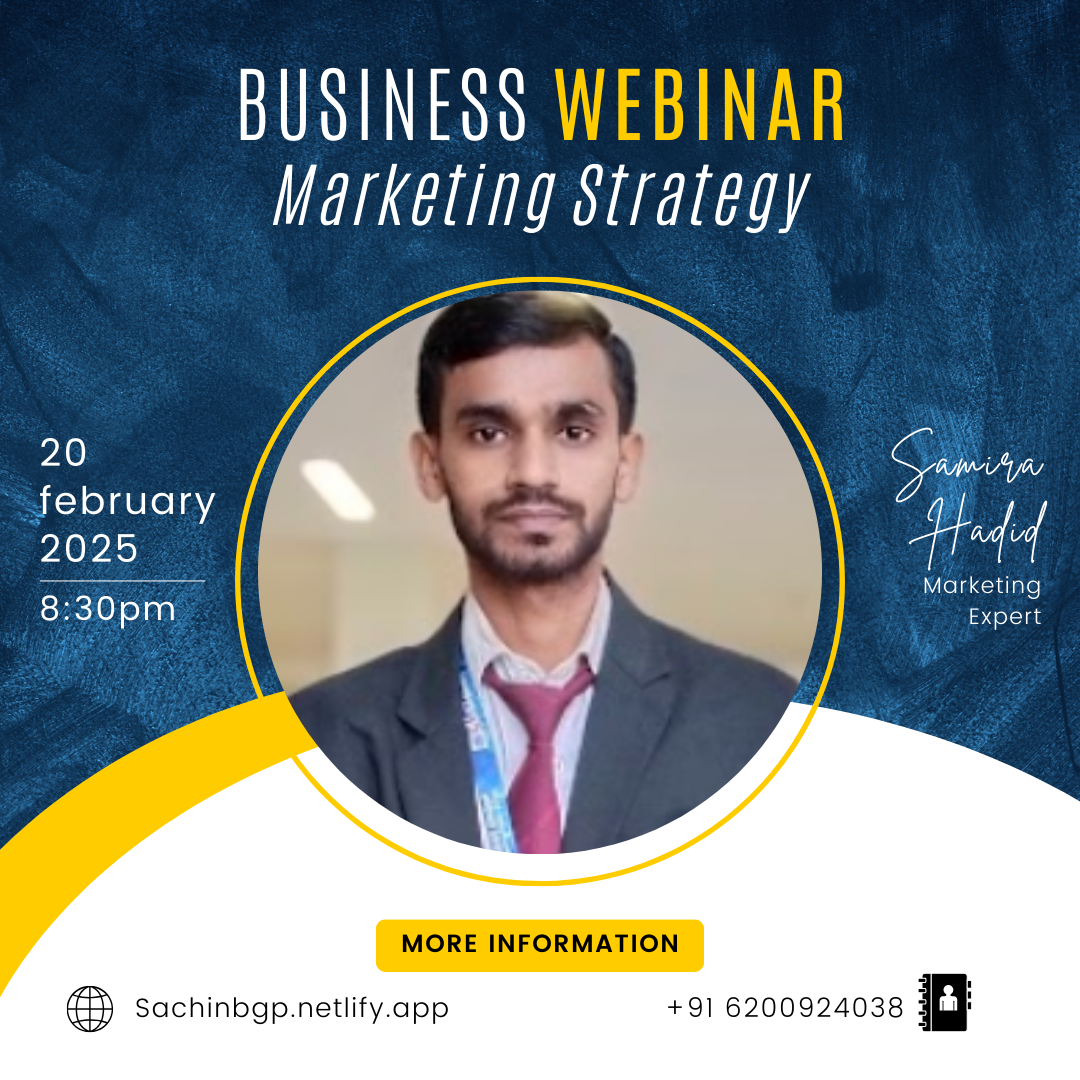 BUSINESS WEBINAR
Marketing Strategy
20
february
2025
8:30pm
Samira
Hadid
Marketing
Expert
MORE INFORMATION
Sachinbgp.netlify.app
+91 6200924038